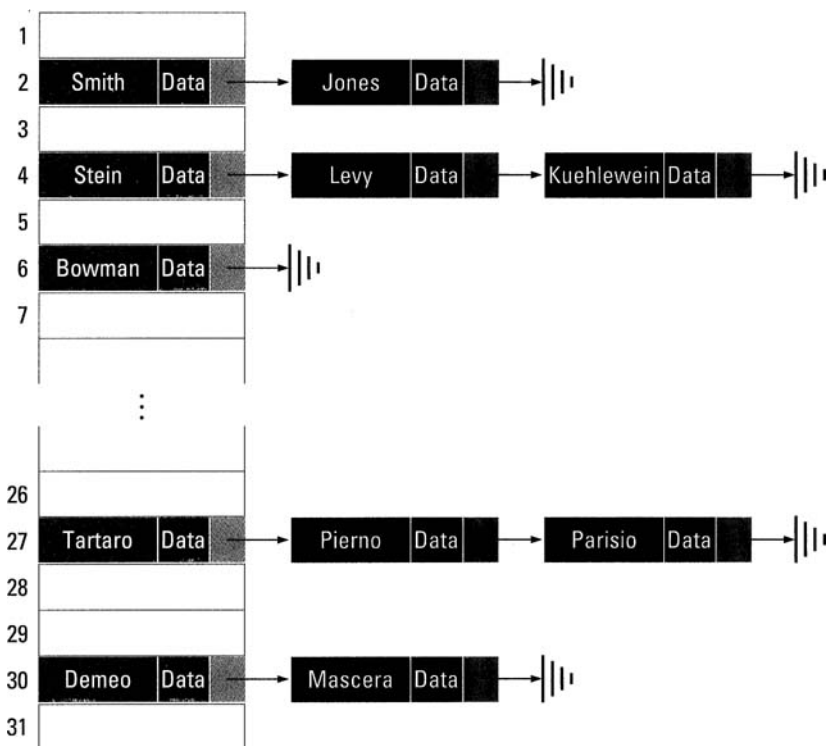 1
2 Smith Data Jones Data
3
4 Stein Data Levy Data Kuehlewein Data
5
6 Bowman Data
7
⋮
26
27 Tartaro Data Pierno Data Parisio Data
28
29
30 Demeo Data Mascera Data
31